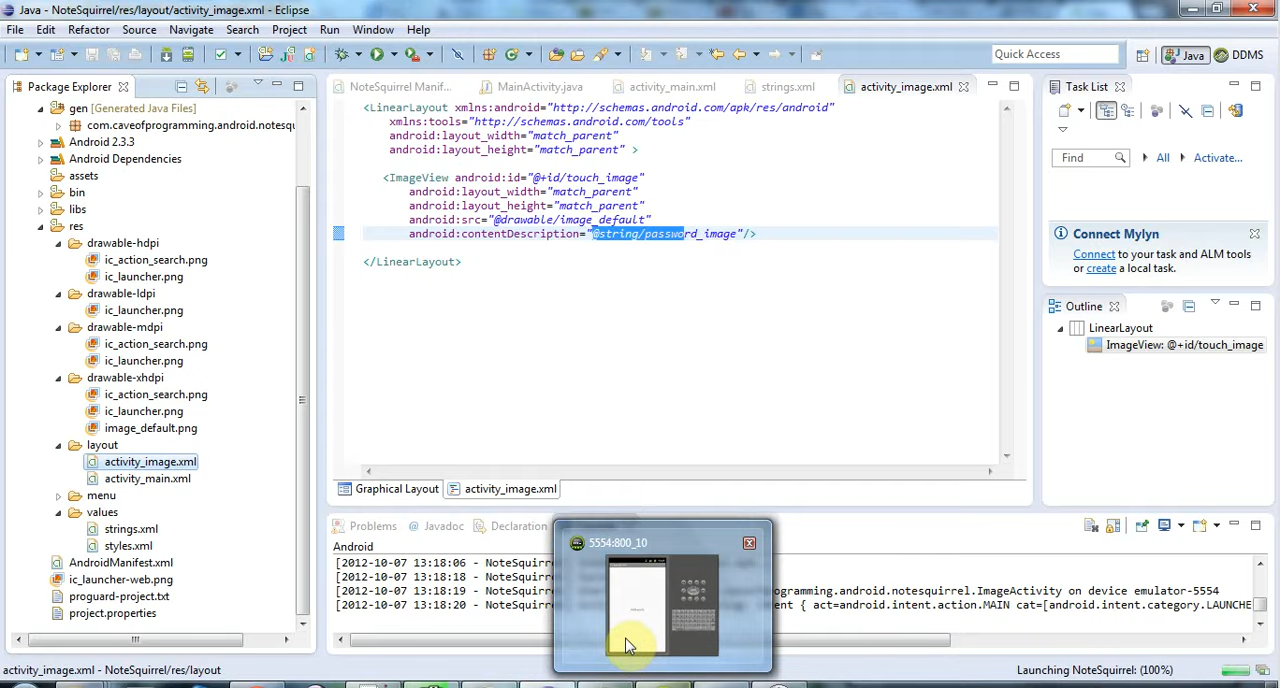 Java - NoteSquirrel/res/layout/activity_image.xml - Eclipse
File Edit Refactor Source Navigate Search Project Run Window Help
Quick Access
Java
DDMS
Package Explorer
gen [Generated Java Files]
com.caveofprogramming.android.notesqu
Android 2.3.3
Android Dependencies
assets
bin
libs
res
drawable-hdpi
ic_action_search.png
ic_launcher.png
drawable-ldpi
ic_launcher.png
drawable-mdpi
ic_action_search.png
ic_launcher.png
drawable-xhdpi
ic_action_search.png
ic_launcher.png
image_default.png
layout
activity_image.xml
activity_main.xml
menu
values
strings.xml
styles.xml
AndroidManifest.xml
ic_launcher-web.png
proguard-project.txt
project.properties
NoteSquirrel Manif... MainActivity.java activity_main.xml strings.xml activity_image.xml
<LinearLayout xmlns:android="http://schemas.android.com/apk/res/android"
xmlns:tools="http://schemas.android.com/tools"
android:layout_width="match_parent"
android:layout_height="match_parent" >
<ImageView android:id="@+id/touch_image"
android:layout_width="match_parent"
android:layout_height="match_parent"
android:src="@drawable/image_default"
android:contentDescription="@string/password_image"/>
</LinearLayout>
Graphical Layout activity_image.xml
Task List
Find All Activate...
Connect Mylyn
Connect to your task and ALM tools
or create a local task.
Outline
LinearLayout
ImageView: @+id/touch_image
Problems @ Javadoc Declaration
Android
[2012-10-07 13:18:06 -
[2012-10-07 13:18:18 -
[2012-10-07 13:18:19 - ogramming.android.notesquirrel.ImageActivity on device emulator-5554
[2012-10-07 13:18:20 - ntent { act=android.intent.action.MAIN cat=[android.intent.category.LAUNCHE
5554:800_10
activity_image.xml - NoteSquirrel/res/layout
Launching NoteSquirrel: (100%)